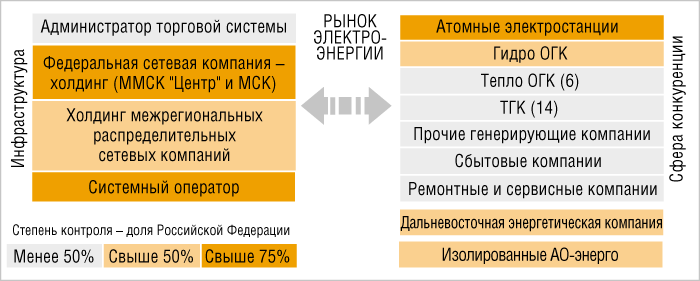 Инфраструктура
Администратор торговой системы
Федеральная сетевая компания –
холдинг (ММСК "Центр" и МСК)
Холдинг межрегиональных
распределительных
сетевых компаний
Системный оператор
РЫНОК
ЭЛЕКТРО-
ЭНЕРГИИ
Атомные электростанции
Гидро ОГК
Тепло ОГК (6)
ТГК (14)
Прочие генерирующие компании
Сбытовые компании
Ремонтные и сервисные компании
Сфера конкуренции
Дальневосточная энергетическая компания
Изолированные АО-энерго
Степень контроля – доля Российской Федерации
Менее 50% Свыше 50% Свыше 75%